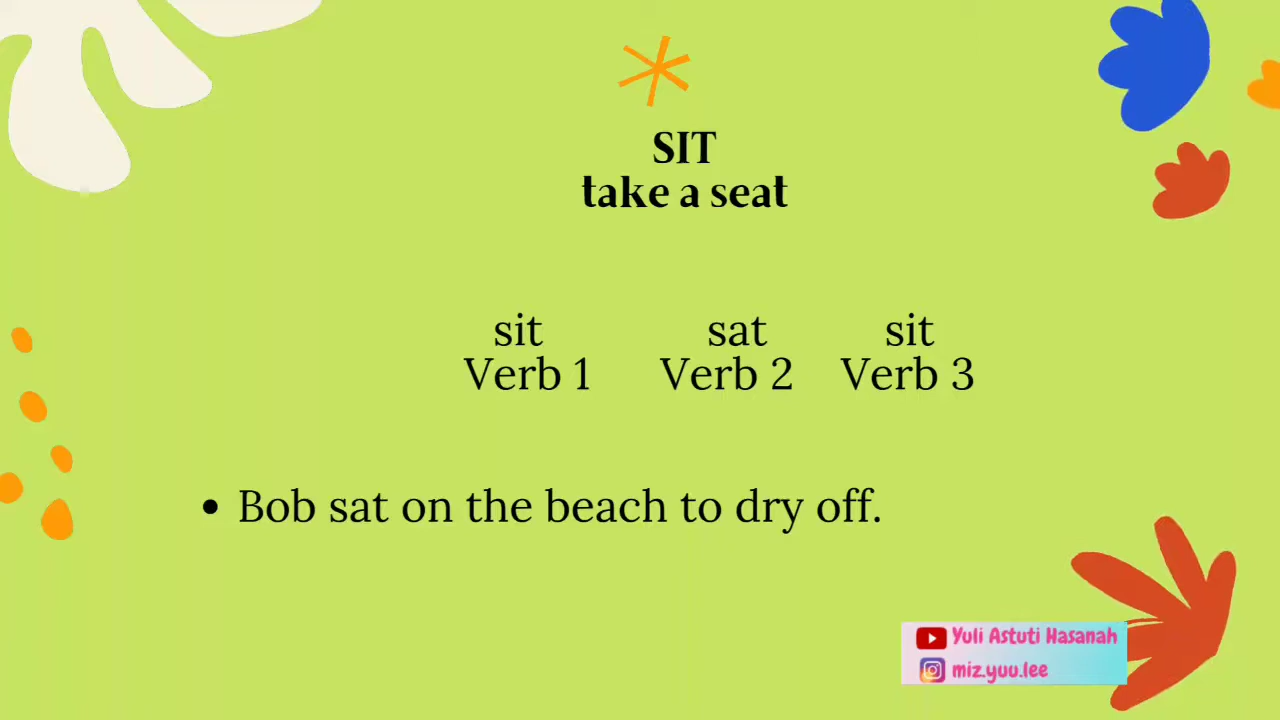 SIT
take a seat
sit sat sit
Verb 1 Verb 2 Verb 3
• Bob sat on the beach to dry off.
Yuli Astuti Hasanah
miz.yuu.lee